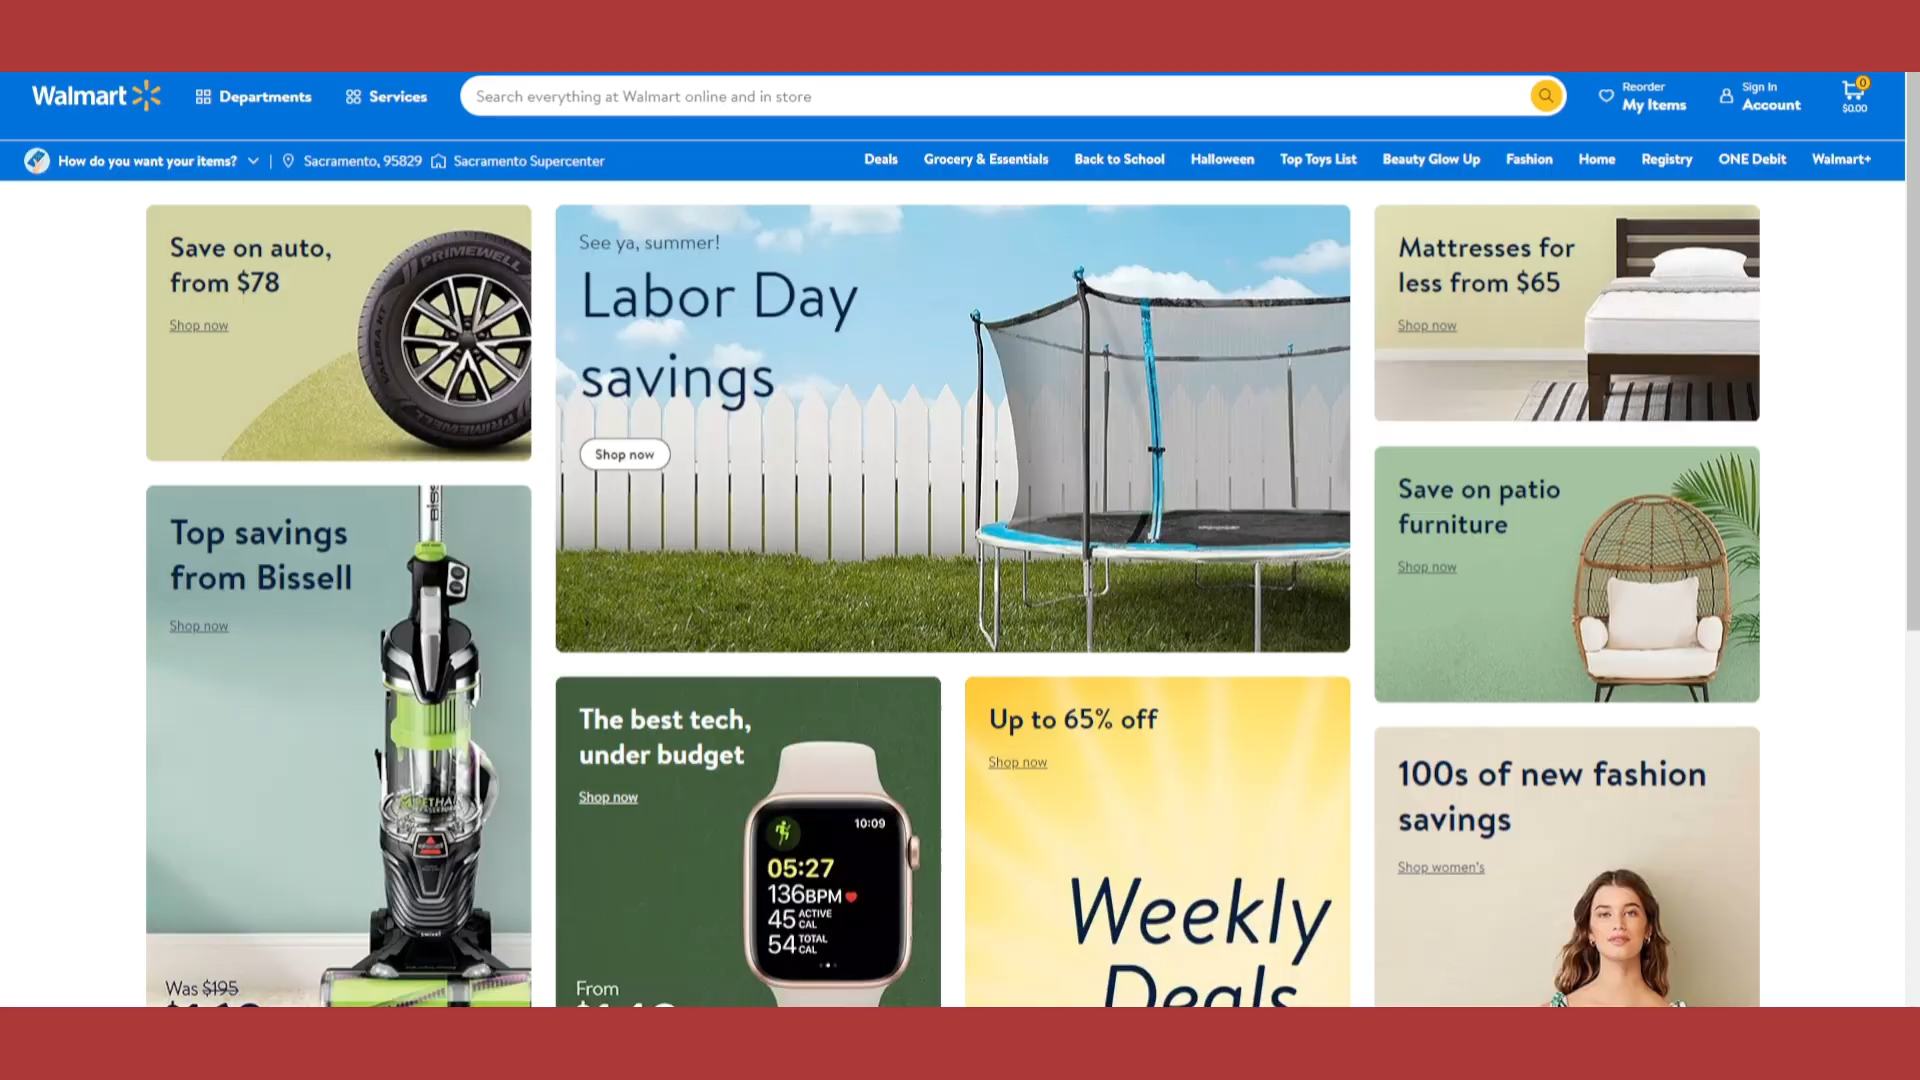 Walmart
Departments
Services
Search everything at Walmart online and in store
Reorder
My Items
Sign In
Account
0
$0.00
How do you want your items?
Sacramento, 95829
Sacramento Supercenter
Deals
Grocery & Essentials
Back to School
Halloween
Top Toys List
Beauty Glow Up
Fashion
Home
Registry
ONE Debit
Walmart+
Save on auto,
from $78
Shop now
PRIMEWELL
VALERA HT
PRIMEWELL
See ya, summer!
Labor Day
savings
Shop now
Mattresses for
less from $65
Shop now
Top savings
from Bissell
Shop now
Was $195
Save on patio
furniture
Shop now
The best tech,
under budget
Shop now
10:09
05:27
136BPM
45 ACTIVE CAL
54 TOTAL CAL
From
Up to 65% off
Shop now
Weekly
Deals
100s of new fashion
savings
Shop women's